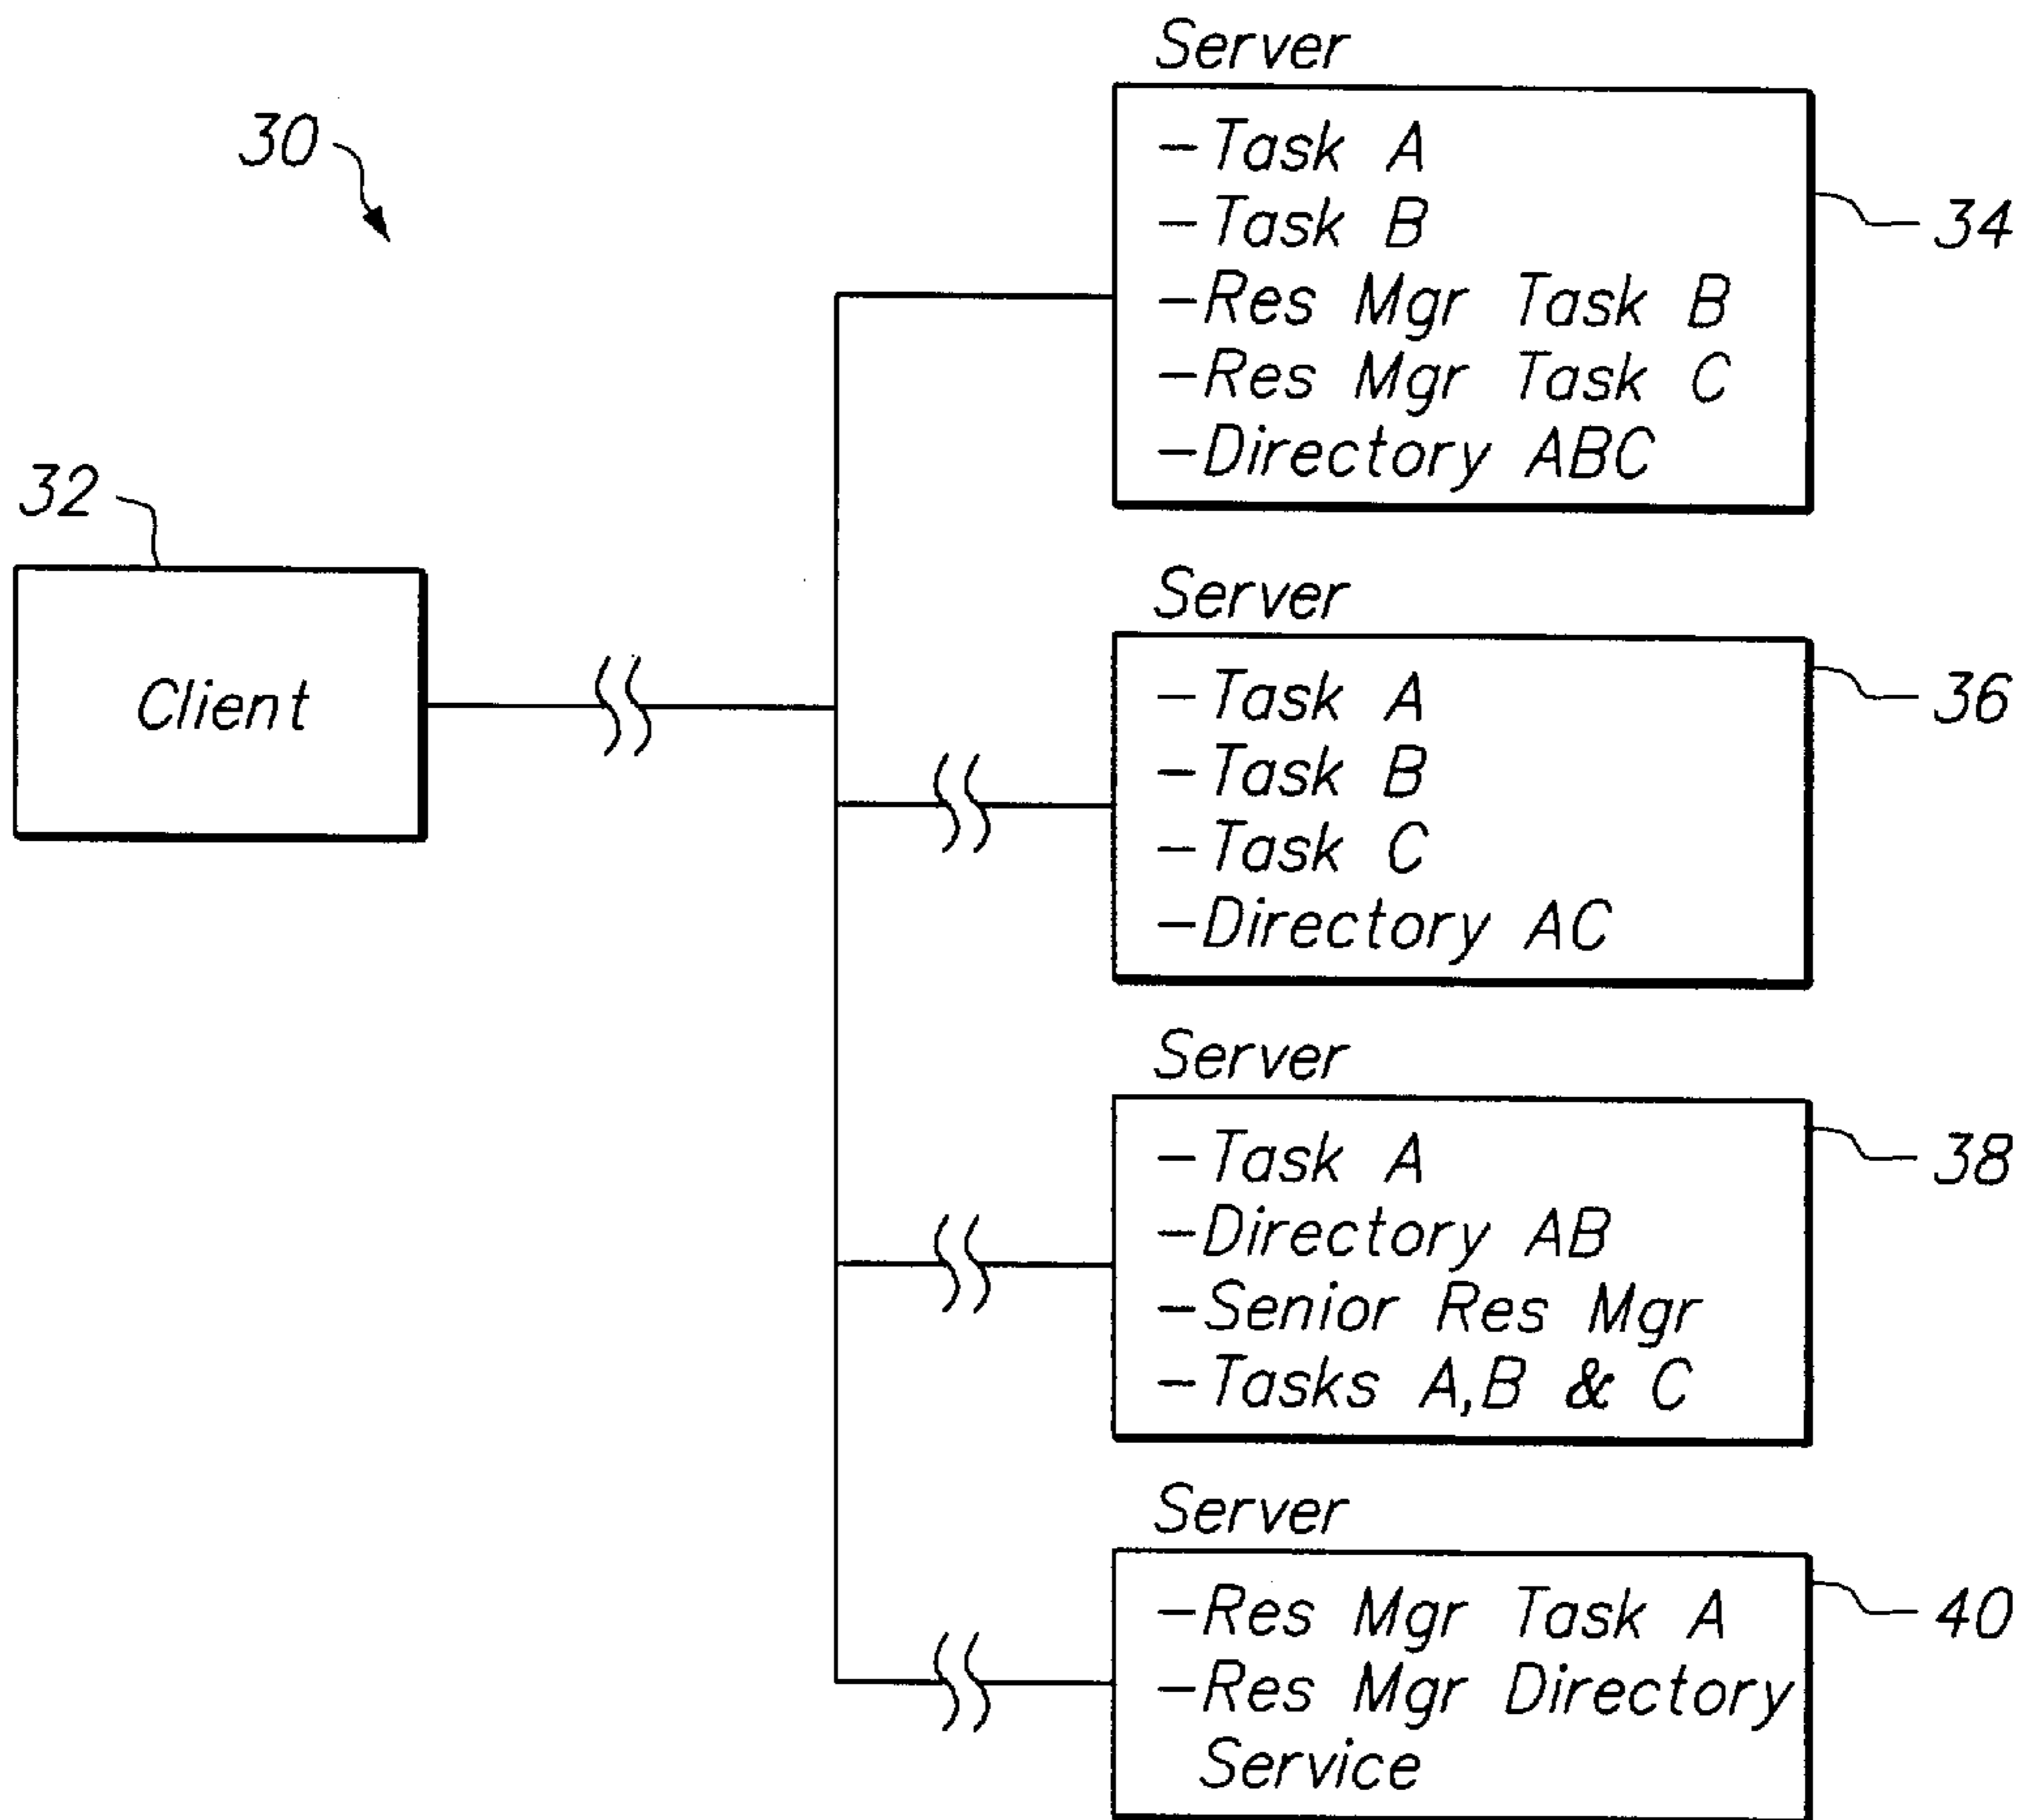 Server
30
-Task A
-Task B
-Res Mgr Task B
-Res Mgr Task C
-Directory ABC
34
32
Client
Server
-Task A
-Task B
-Task C
-Directory AC
36
Server
-Task A
-Directory AB
-Senior Res Mgr
-Tasks A,B & C
38
Server
-Res Mgr Task A
-Res Mgr Directory
Service
40